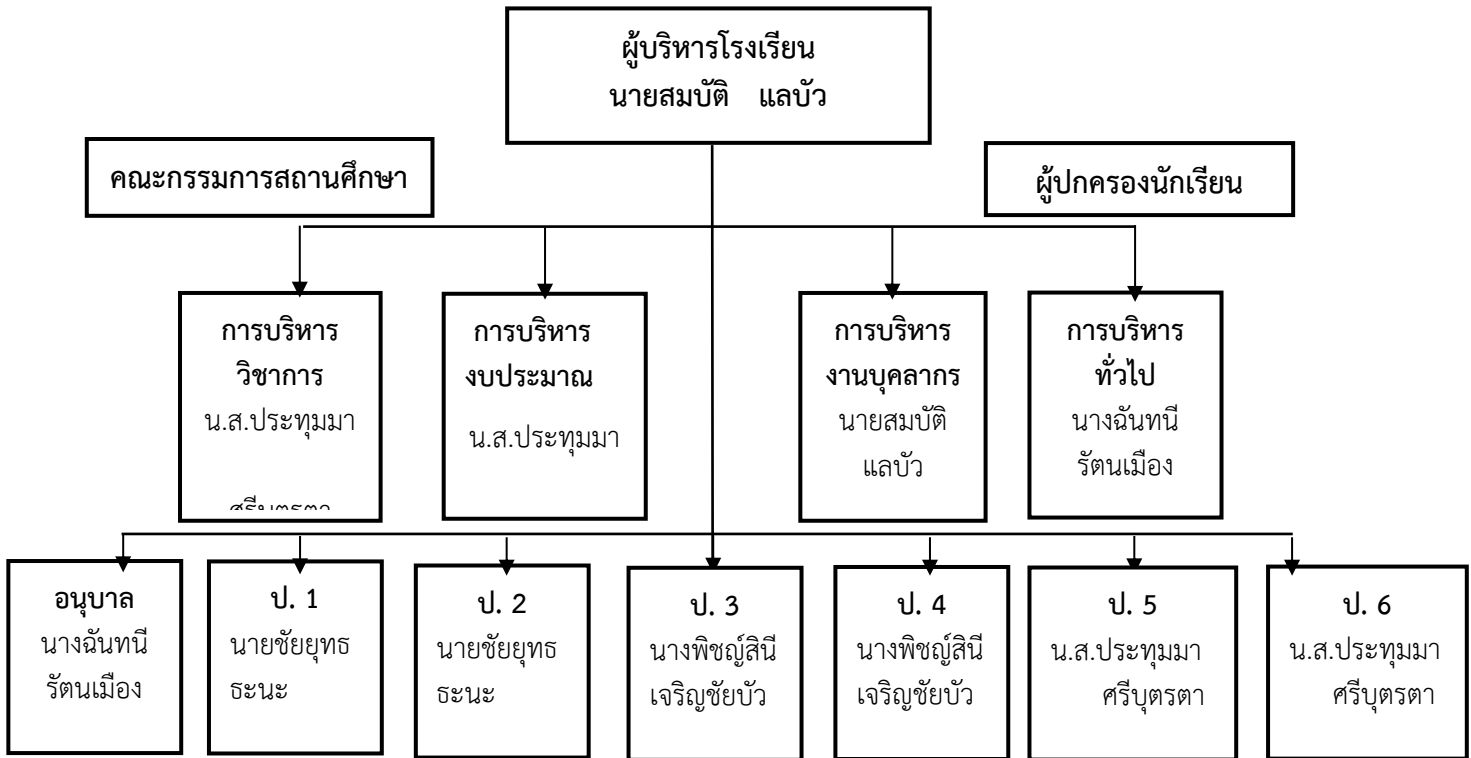 ผู้บริหารโรงเรียน
นายสมบัติ แลบัว
คณะกรรมการสถานศึกษา
ผู้ปกครองนักเรียน
การบริหาร
วิชาการ
น.ส.ประทุมมา
ศรีบุตรตา
การบริหาร
งบประมาณ
น.ส.ประทุมมา
การบริหาร
งานบุคลากร
นายสมบัติ
แลบัว
การบริหาร
ทั่วไป
นางฉันทนี
รัตนเมือง
อนุบาล
นางฉันทนี
รัตนเมือง
ป. 1
นายชัยยุทธ
ธะนะ
ป. 2
นายชัยยุทธ
ธะนะ
ป. 3
นางพิชญ์สินี
เจริญชัยบัว
ป. 4
นางพิชญ์สินี
เจริญชัยบัว
ป. 5
น.ส.ประทุมมา
ศรีบุตรตา
ป. 6
น.ส.ประทุมมา
ศรีบุตรตา